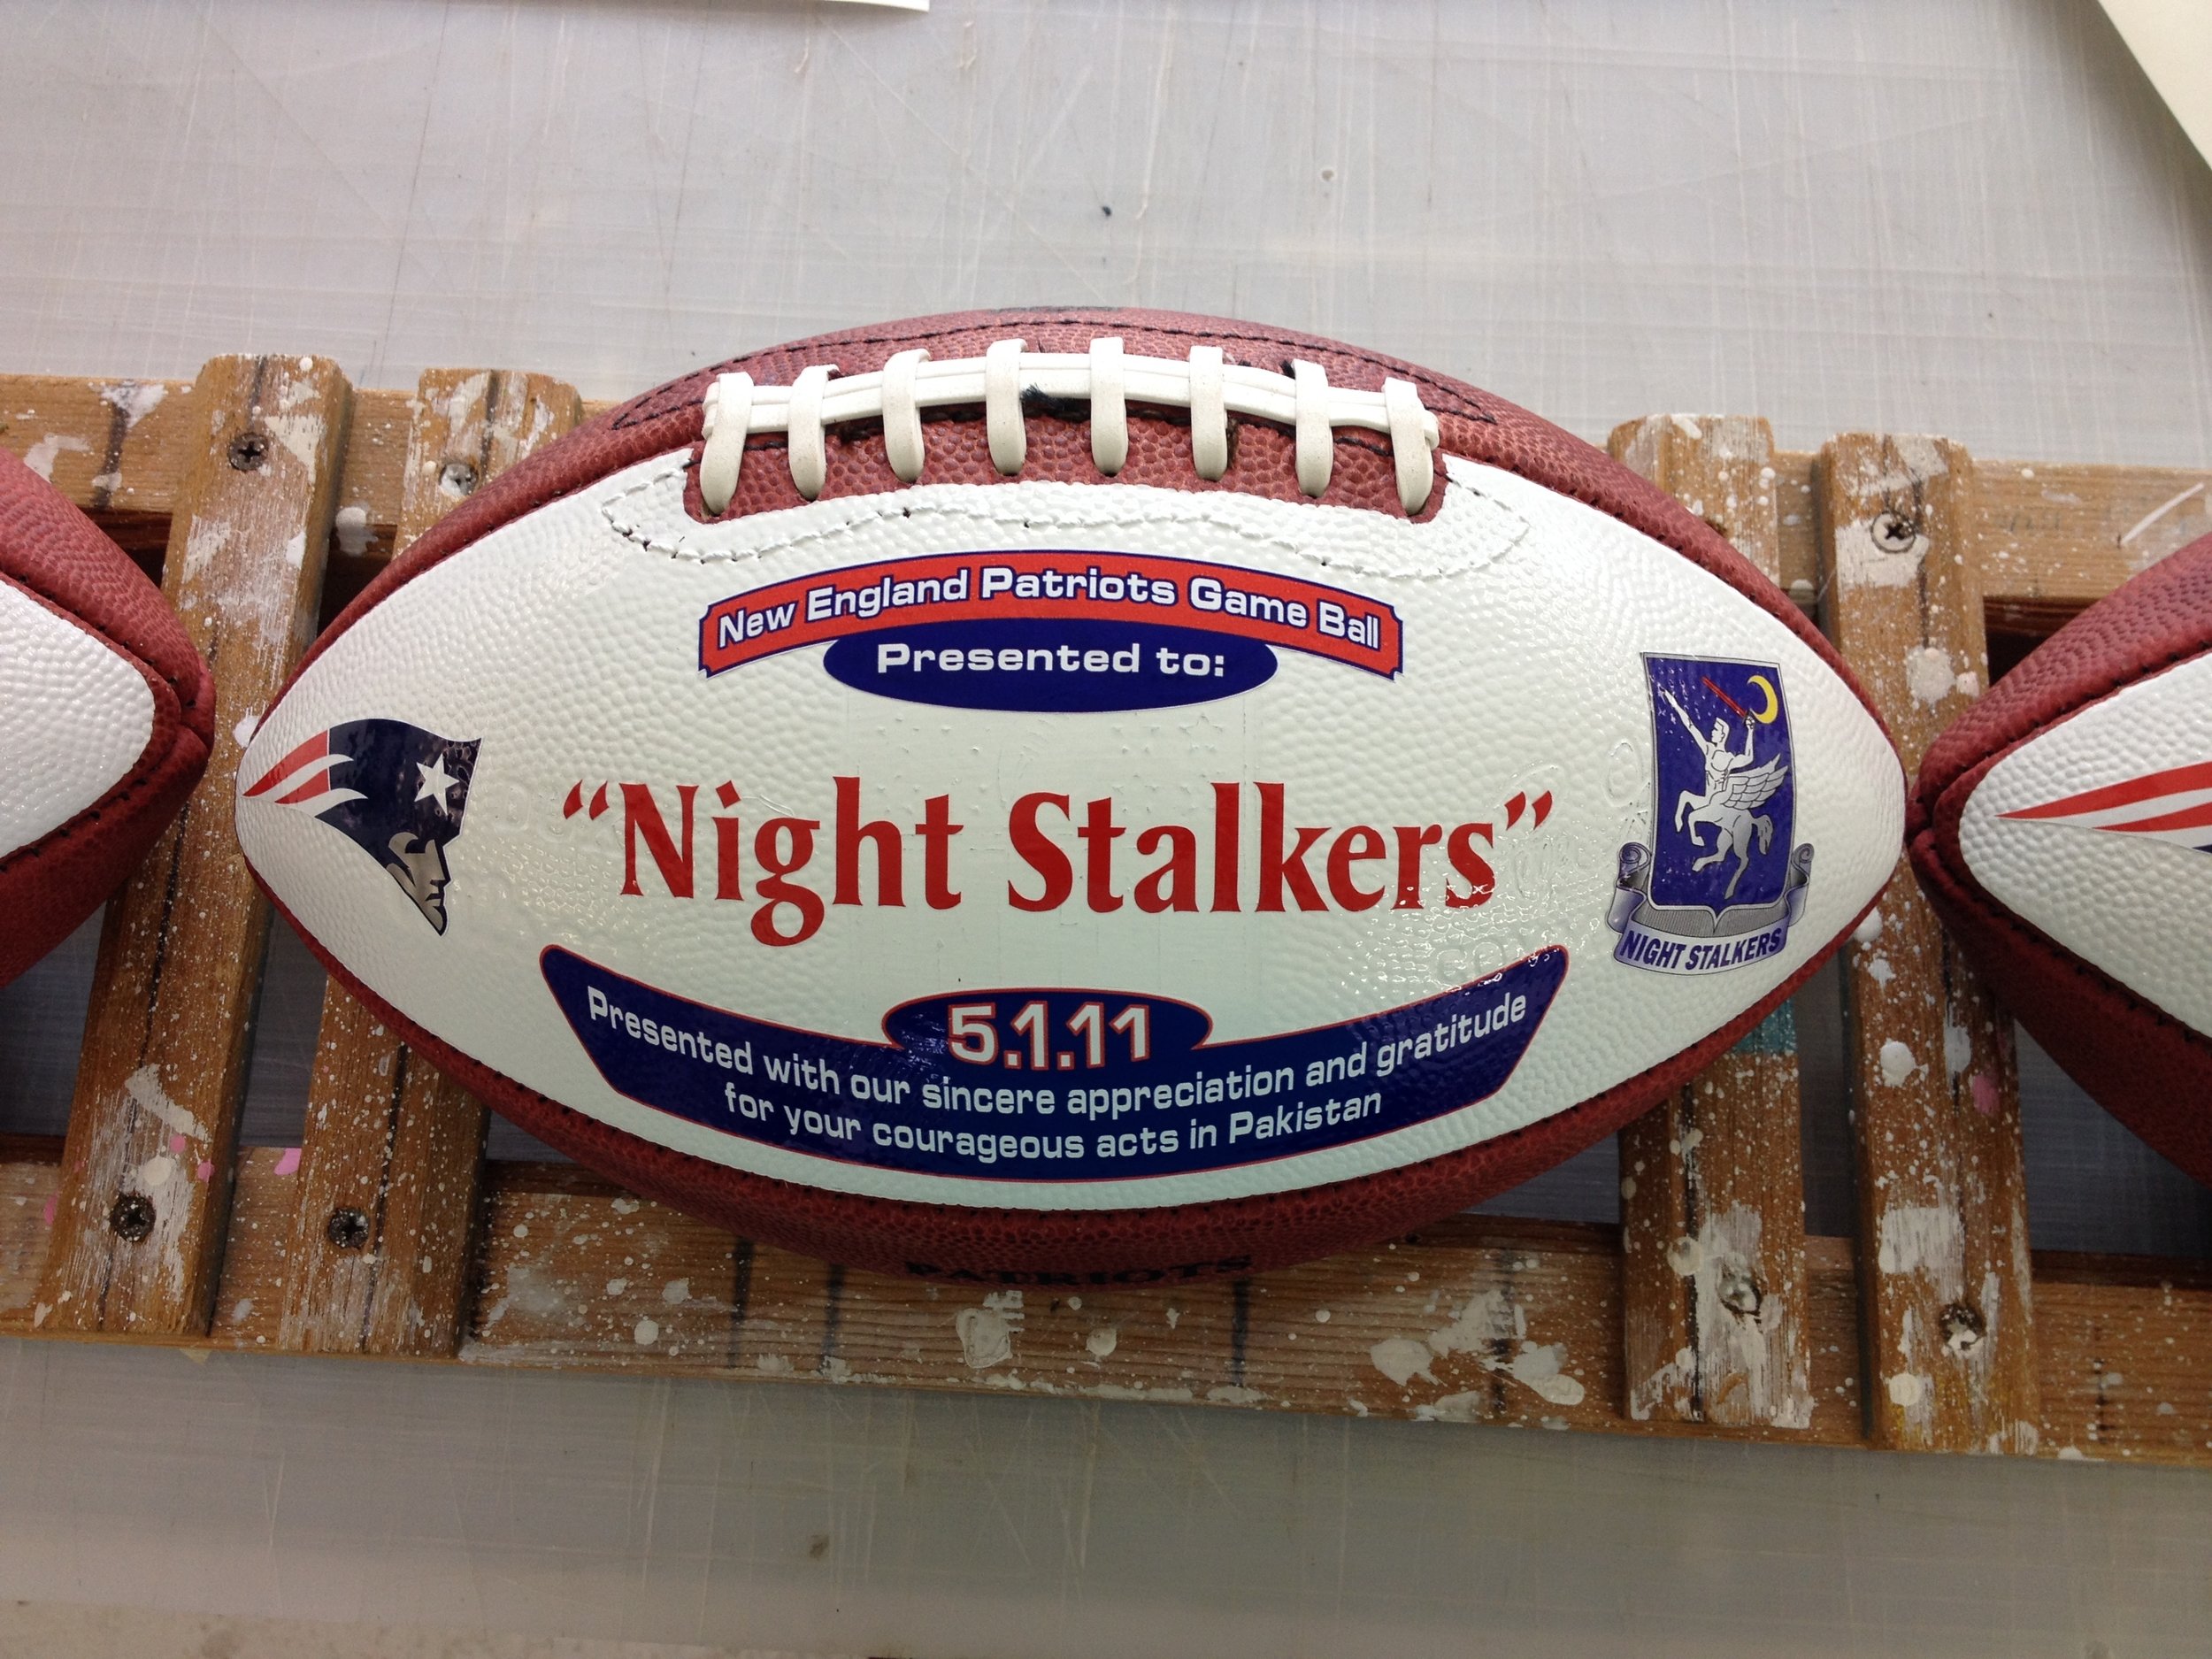 New England Patriots Game Ball
Presented to:
"Night Stalkers"
NIGHT STALKERS
5.1.11
Presented with our sincere appreciation and gratitude
for your courageous acts in Pakistan
PATRIOTS